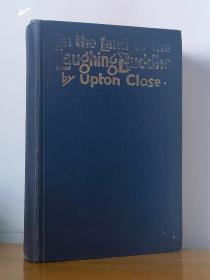 In the Land of the
Laughing Buddha
by Upton Close